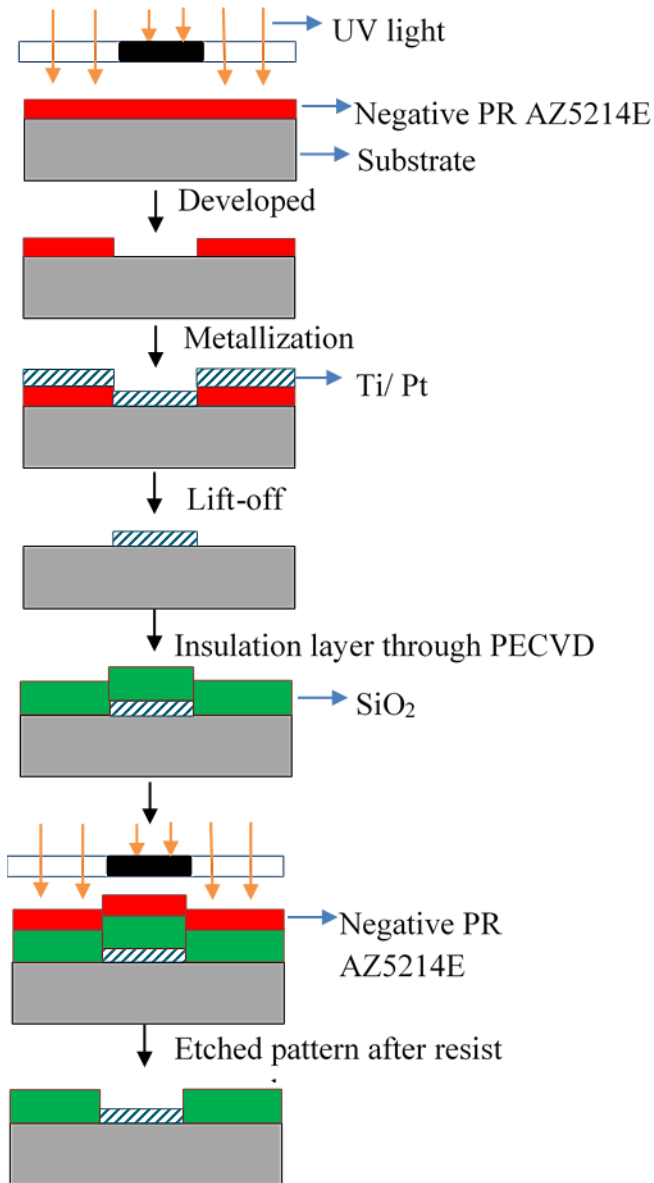 UV light
Negative PR AZ5214E
Substrate
Developed
Metallization
Ti/ Pt
Lift-off
Insulation layer through PECVD
SiO₂
Negative PR
AZ5214E
Etched pattern after resist